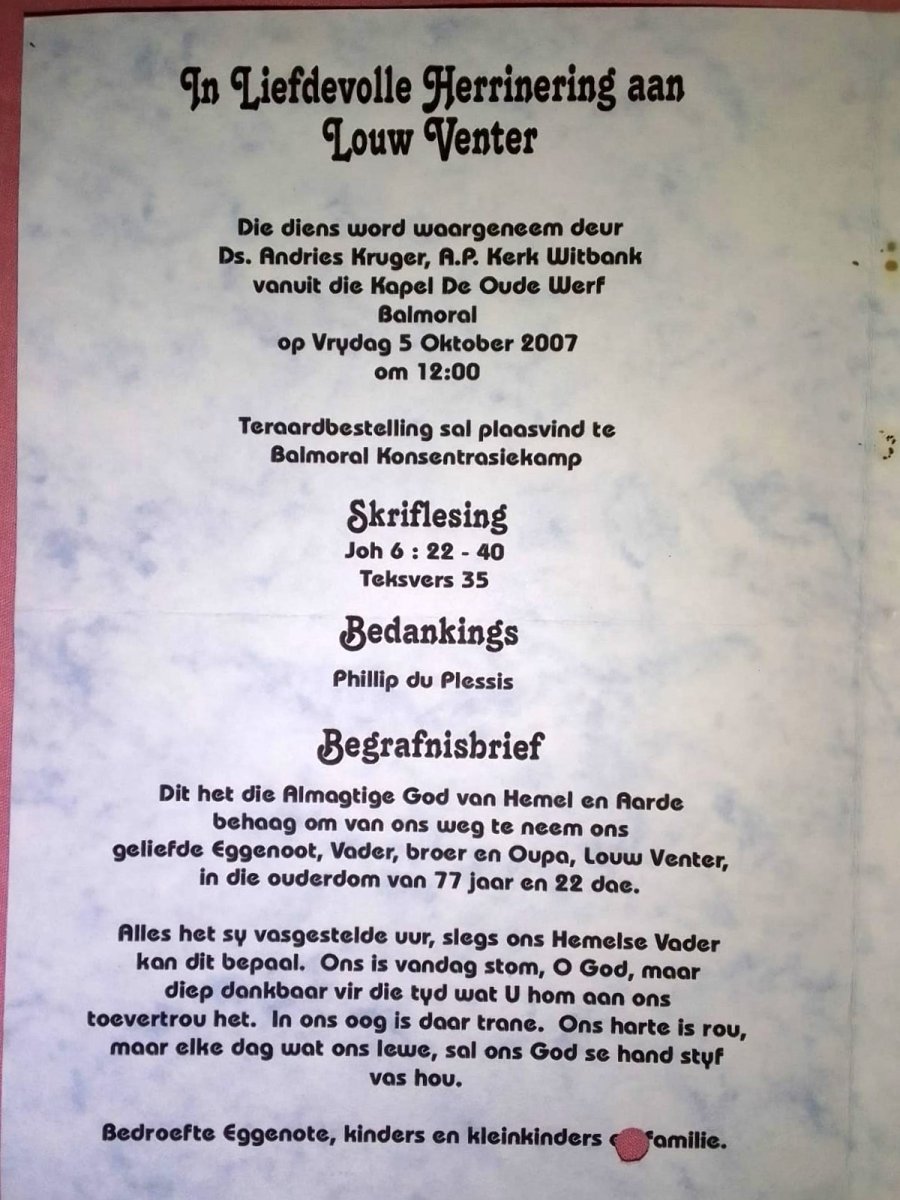 In Liefdevolle Herrinering aan
Louw Venter
Die diens word waargeneem deur
Ds. Andries Kruger, A.P. Kerk Witbank
vanuit die Kapel De Oude Werf
Balmoral
op Vrydag 5 Oktober 2007
om 12:00
Teraardbestelling sal plaasvind te
Balmoral Konsentrasiekamp
Skriflesing
Joh 6 : 22 - 40
Teksvers 35
Bedankings
Phillip du Plessis
Begrafnisbrief
Dit het die Almagtige God van Hemel en Aarde
behaag om van ons weg te neem ons
geliefde Eggenoot, Vader, broer en Oupa, Louw Venter,
in die ouderdom van 77 jaar en 22 dae.
Alles het sy vasgestelde uur, slegs ons Hemelse Vader
kan dit bepaal. Ons is vandag stom, O God, maar
diep dankbaar vir die tyd wat U hom aan ons
toevertrou het. In ons oog is daar trane. Ons harte is rou,
maar elke dag wat ons lewe, sal ons God se hand styf
vas hou.
Bedroefte Eggenote, kinders en kleinkinders familie.